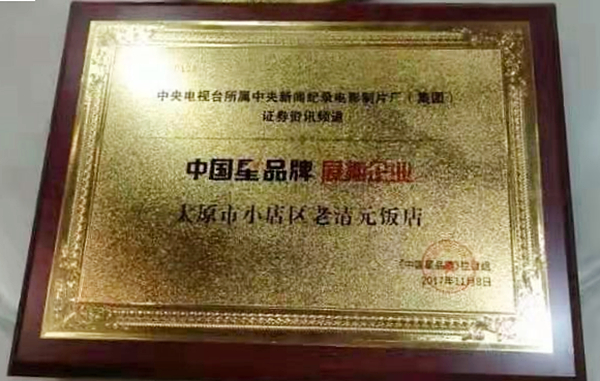 中央电视台所属中央新闻纪录电影制片厂（集团）
证券资讯频道
中国星品牌 展播企业
太原市小店区老洁元饭店
《中国星品牌》栏目组
2017年11月8日